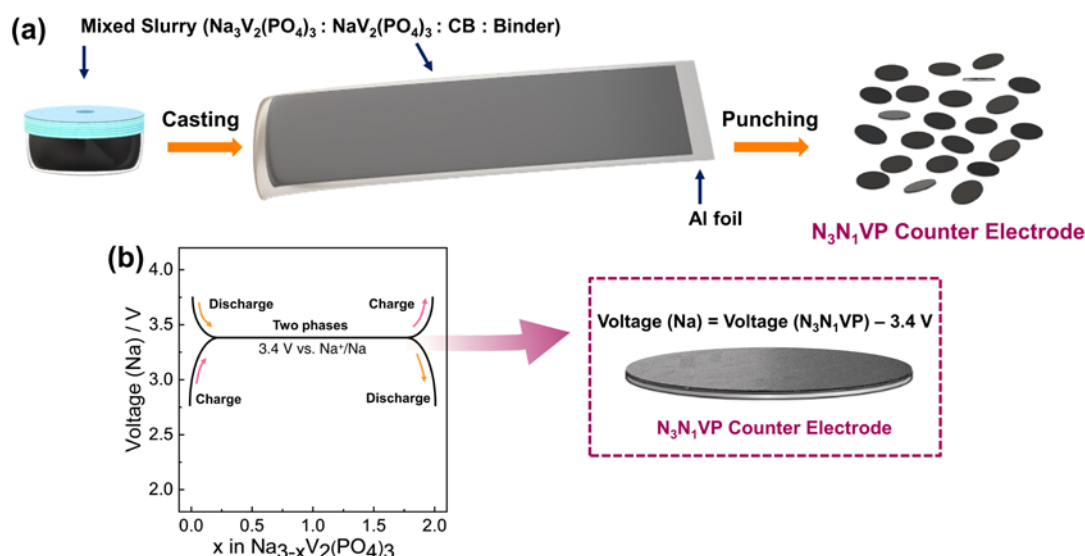 (a)
Mixed Slurry (Na₃V₂(PO₄)₃ : NaV₂(PO₄)₃ : CB : Binder)
Casting
Punching
Al foil
N₃N₁VP Counter Electrode
(b)
Voltage (Na) / V
4.0
3.5
3.0
2.5
2.0
Discharge
Charge
Two phases
3.4 V vs. Na⁺/Na
Charge
Discharge
0.0 0.5 1.0 1.5 2.0
x in Na₃₋ₓV₂(PO₄)₃
Voltage (Na) = Voltage (N₃N₁VP) – 3.4 V
N₃N₁VP Counter Electrode